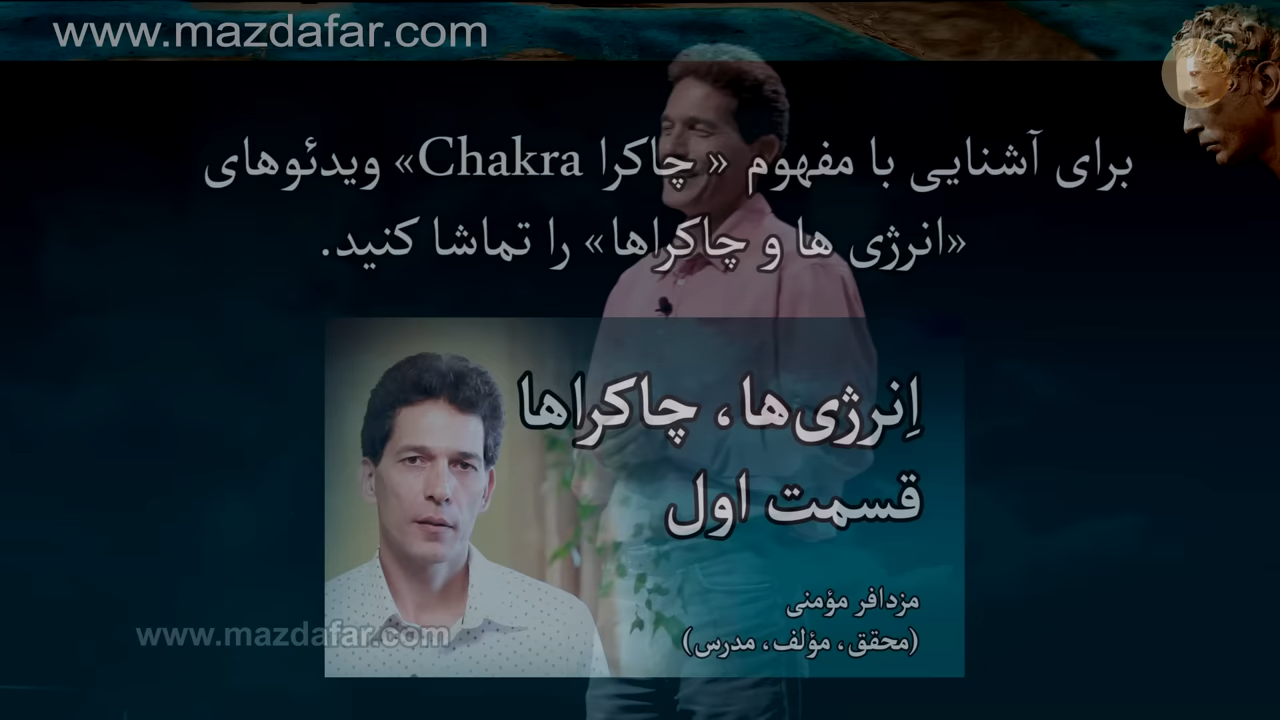 www.mazdafar.com
برای آشنایی با مفهوم « چاکرا Chakra» ویدئوهای
«انرژی ها و چاکراها» را تماشا کنید.
اِنرژی‌ها، چاکراها
قسمت اول
مزدافر مؤمنی
(محقق، مؤلف، مدرس)
www.mazdafar.com